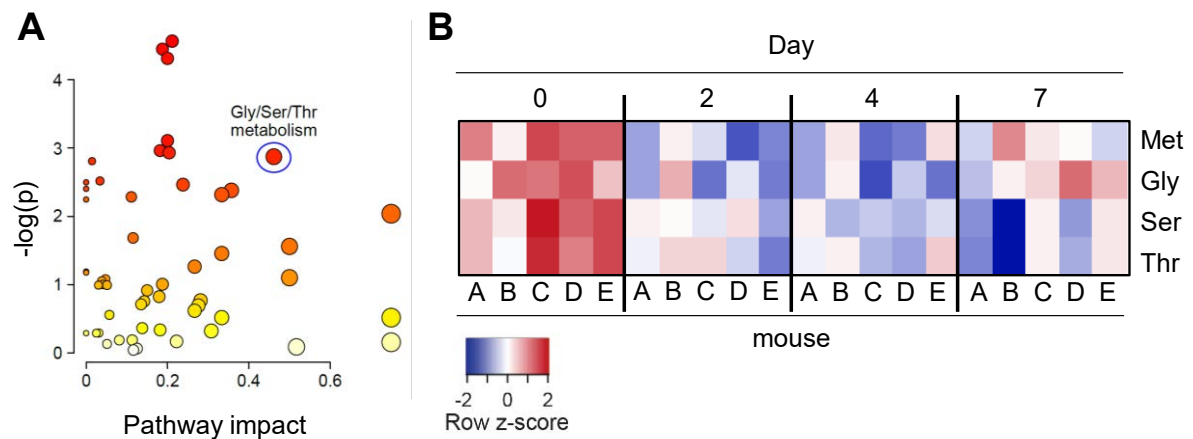 A
-log(p)
4
3
2
1
0
Gly/Ser/Thr
metabolism
0
0.2
0.4
0.6
Pathway impact
B
Day
0 2 4 7
Met
Gly
Ser
Thr
A B C D E A B C D E A B C D E A B C D E
mouse
-2 0 2
Row z-score